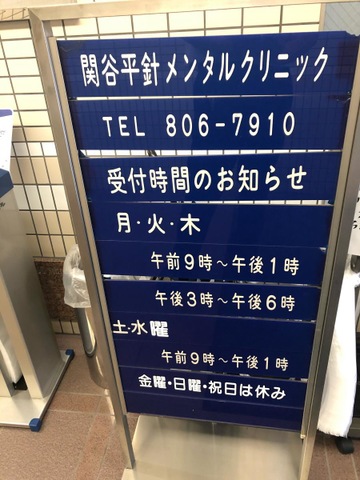 関谷平針メンタルクリニック
TEL 806-7910
受付時間のお知らせ
月・火・木
午前9時～午後1時
午後3時～午後6時
土・水曜
午前9時～午後1時
金曜・日曜・祝日は休み